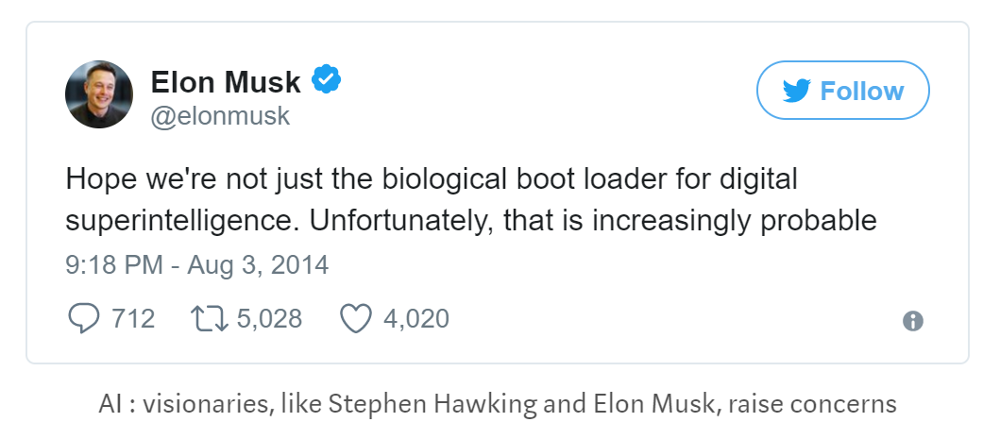 Elon Musk
@elonmusk
Follow
Hope we're not just the biological boot loader for digital
superintelligence. Unfortunately, that is increasingly probable
9:18 PM - Aug 3, 2014
712 5,028 4,020
AI : visionaries, like Stephen Hawking and Elon Musk, raise concerns